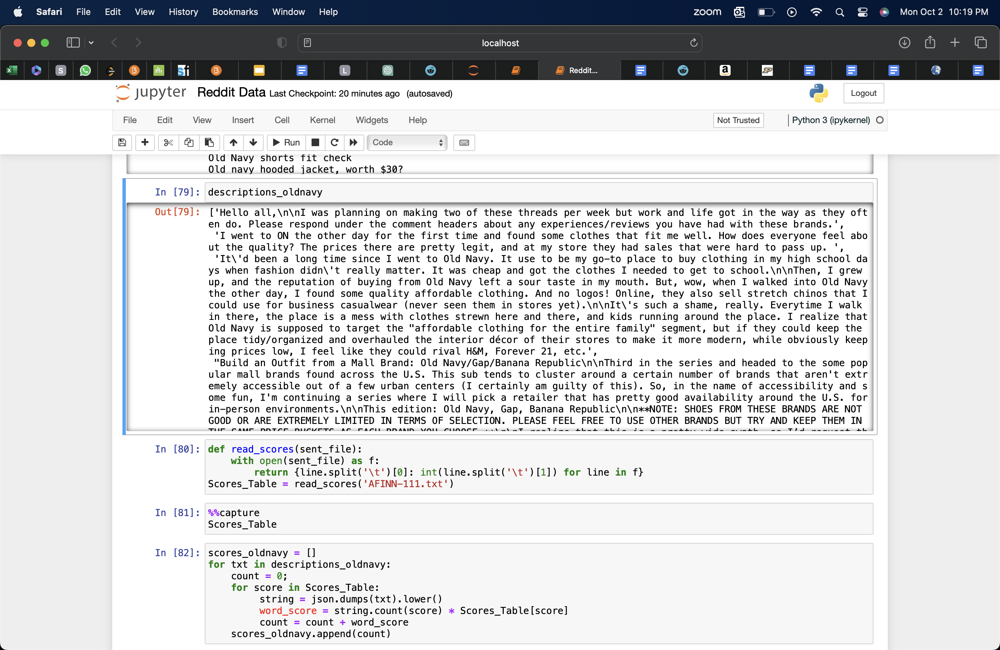 Safari File Edit View History Bookmarks Window Help zoom Mon Oct 2 10:19 PM
localhost
Reddit...
jupyter Reddit Data Last Checkpoint: 20 minutes ago (autosaved) Logout
File Edit View Insert Cell Kernel Widgets Help Not Trusted Python 3 (ipykernel)
Run Code
Old Navy shorts fit check
Old navy hooded jacket, worth $30?
In [79]: descriptions_oldnavy
Out[79]: ['Hello all,\n\nI was planning on making two of these threads per week but work and life got in the way as they oft
en do. Please respond under the comment headers about any experiences/reviews you have had with these brands.',
'I went to ON the other day for the first time and found some clothes that fit me well. How does everyone feel abo
ut the quality? The prices there are pretty legit, and at my store they had sales that were hard to pass up. ',
'It\'d been a long time since I went to Old Navy. It use to be my go-to place to buy clothing in my high school da
ys when fashion didn\'t really matter. It was cheap and got the clothes I needed to get to school.\n\nThen, I grew
up, and the reputation of buying from Old Navy left a sour taste in my mouth. But, wow, when I walked into Old Navy
the other day, I found some quality affordable clothing. And no logos! Online, they also sell stretch chinos that I
could use for business casualwear (never seen them in stores yet).\n\nIt\'s such a shame, really. Everytime I walk
in there, the place is a mess with clothes strewn here and there, and kids running around the place. I realize that
Old Navy is supposed to target the "affordable clothing for the entire family" segment, but if they could keep the
place tidy/organized and overhauled the interior décor of their stores to make it more modern, while obviously keep
ing prices low, I feel like they could rival H&M, Forever 21, etc.',
"Build an Outfit from a Mall Brand: Old Navy/Gap/Banana Republic\n\nThird in the series and headed to the some pop
ular mall brands found across the U.S. This sub tends to cluster around a certain number of brands that aren't extr
emely accessible out of a few urban centers (I certainly am guilty of this). So, in the name of accessibility and s
ome fun, I'm continuing a series where I will pick a retailer that has pretty good availability around the U.S. for
in-person environments.\n\nThis edition: Old Navy, Gap, Banana Republic\n\n**NOTE: SHOES FROM THESE BRANDS ARE NOT
GOOD OR ARE EXTREMELY LIMITED IN TERMS OF SELECTION. PLEASE FEEL FREE TO USE OTHER BRANDS BUT TRY AND KEEP THEM IN
THE SAME PRICE BUCKETS AS EACH BRAND YOU CHOOSE.**\n\nI realize that this is a pretty wide swath, so I'd request th
In [80]: def read_scores(sent_file):
with open(sent_file) as f:
return {line.split('\t')[0]: int(line.split('\t')[1]) for line in f}
Scores_Table = read_scores('AFINN-111.txt')
In [81]: %%capture
Scores_Table
In [82]: scores_oldnavy = []
for txt in descriptions_oldnavy:
count = 0;
for score in Scores_Table:
string = json.dumps(txt).lower()
word_score = string.count(score) * Scores_Table[score]
count = count + word_score
scores_oldnavy.append(count)